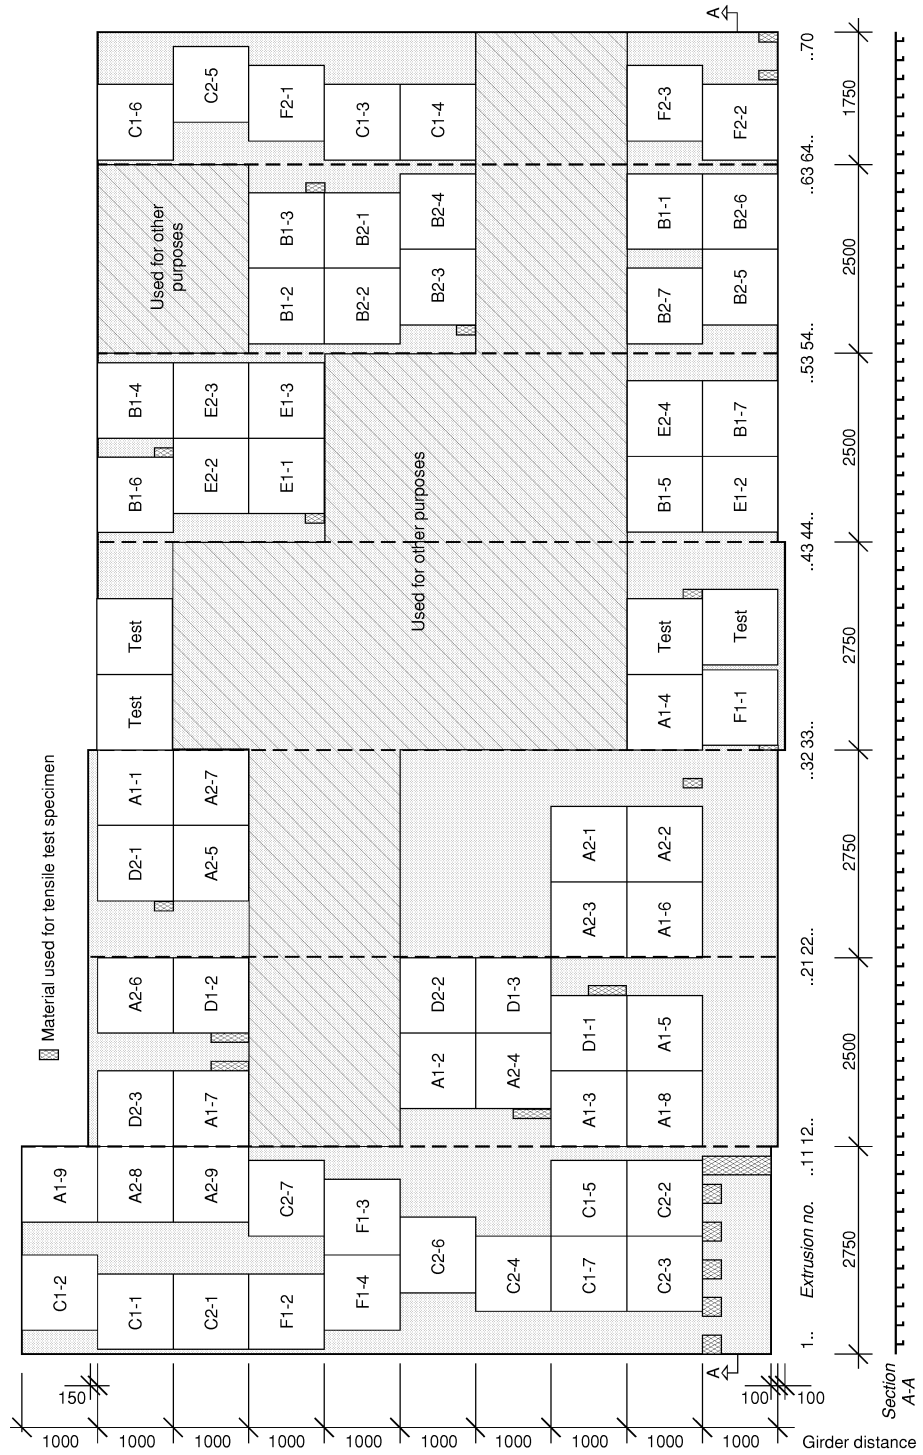 A
C1-6
C2-5
F2-1
C1-3
C1-4
F2-3
F2-2
..70
1750
..63 64..
Used for other
purposes
B1-3
B2-1
B2-4
B1-1
B2-6
B1-2
B2-2
B2-3
B2-7
B2-5
2500
..53 54..
B1-4
E2-3
E1-3
E2-4
B1-7
B1-6
E2-2
E1-1
B1-5
E1-2
2500
Used for other purposes
..43 44..
Test
Test
Test
2750
Test
A1-4
F1-1
..32 33..
Material used for tensile test specimen
A1-1
A2-7
A2-1
A2-2
D2-1
A2-5
A2-3
A1-6
2750
..21 22..
A2-6
D1-2
D2-2
D1-3
D1-1
A1-5
D2-3
A1-7
A1-2
A2-4
A1-3
A1-8
2500
..11 12..
A1-9
A2-8
A2-9
C2-7
F1-3
C1-5
C2-2
C1-2
C1-1
C2-1
F1-2
F1-4
C2-6
C2-4
C1-7
C2-3
Extrusion no.
2750
1..
A
150
100
100
Section
A-A
1000
1000
1000
1000
1000
1000
1000
1000
1000
1000
Girder distance